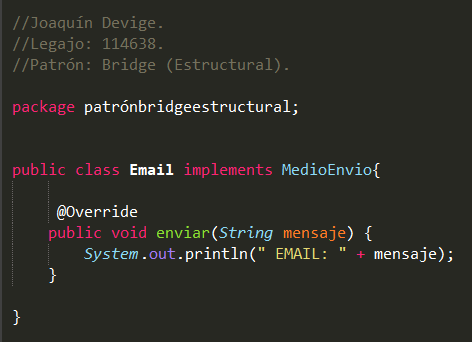 //Joaquín Devige.
//Legajo: 114638.
//Patrón: Bridge (Estructural).
package patrónbridgeestructural;
public class Email implements MedioEnvio{
@Override
public void enviar(String mensaje) {
System.out.println(" EMAIL: " + mensaje);
}
}